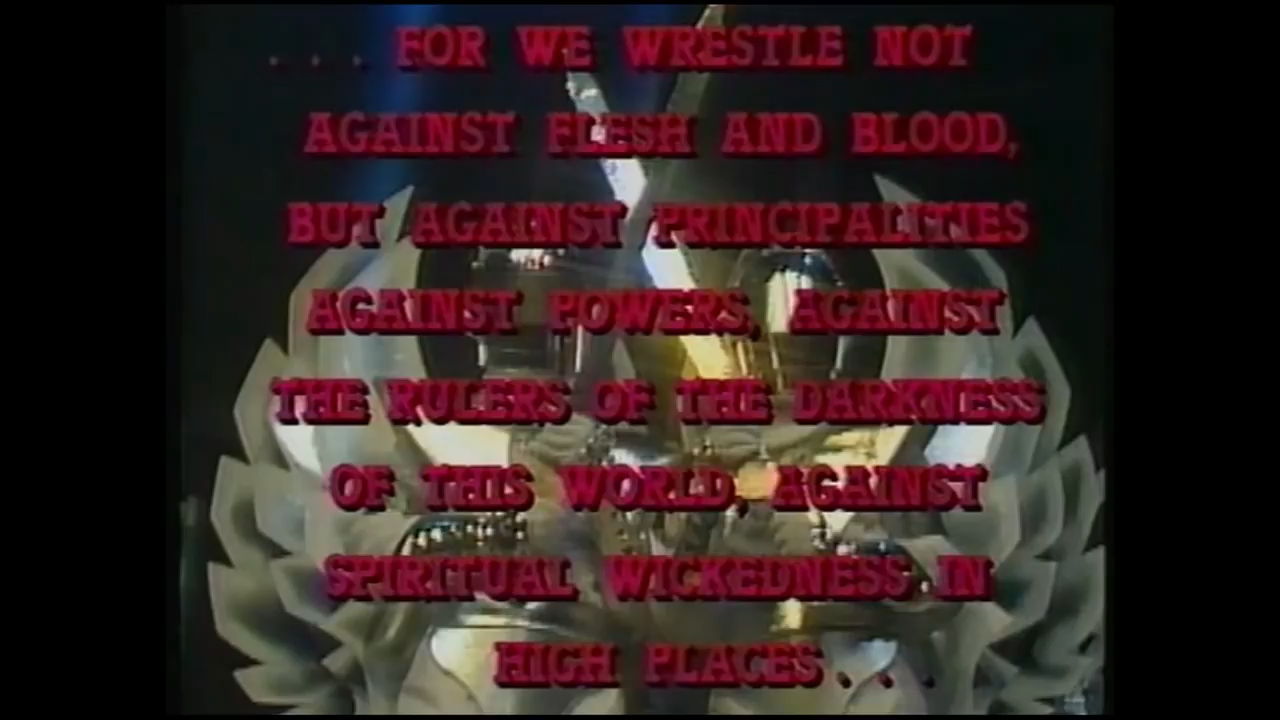 . . . FOR WE WRESTLE NOT
AGAINST FLESH AND BLOOD,
BUT AGAINST PRINCIPALITIES
AGAINST POWERS, AGAINST
THE RULERS OF THE DARKNESS
OF THIS WORLD, AGAINST
SPIRITUAL WICKEDNESS IN
HIGH PLACES . . .